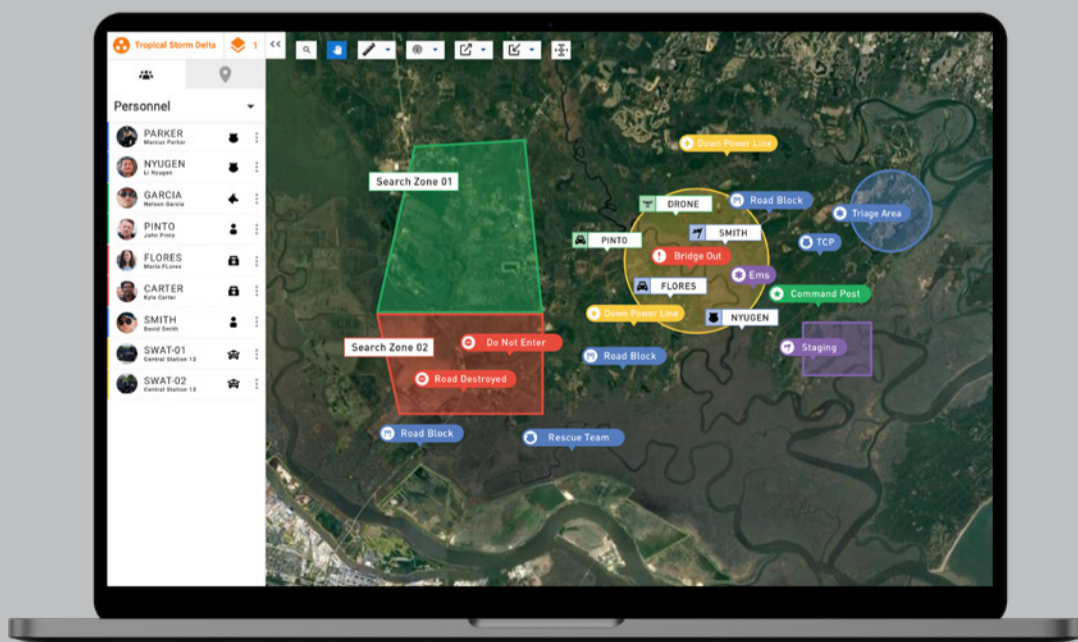 Tropical Storm Delta
1
<<
Personnel
PARKER
Marcus Parker
NYUGEN
Li Nyugen
GARCIA
Nelson Garcia
PINTO
John Pinto
FLORES
Maria FLores
CARTER
Kyle Carter
SMITH
David Smith
SWAT-01
Central Station 13
SWAT-02
Central Station 13
Down Power Line
Search Zone 01
DRONE
Road Block
Triage Area
SMITH
PINTO
TCP
Bridge Out
Ems
FLORES
Command Post
Down Power Line
NYUGEN
Do Not Enter
Search Zone 02
Staging
Road Block
Road Destroyed
Road Block
Rescue Team